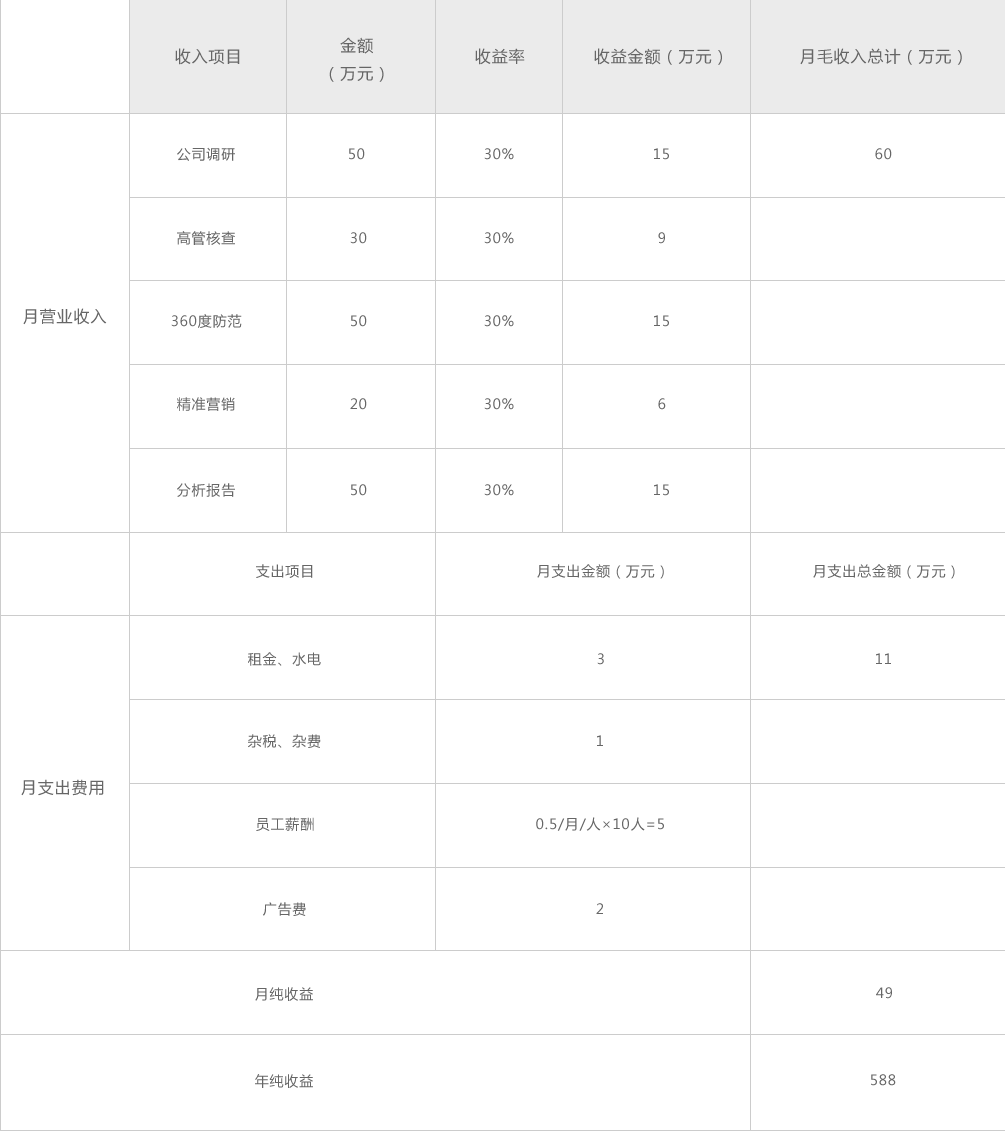 收入项目 金额（万元） 收益率 收益金额（万元） 月毛收入总计（万元）
月营业收入
公司调研 50 30% 15 60
高管核查 30 30% 9
360度防范 50 30% 15
精准营销 20 30% 6
分析报告 50 30% 15
支出项目 月支出金额（万元） 月支出总金额（万元）
月支出费用
租金、水电 3 11
杂税、杂费 1
员工薪酬 0.5/月/人×10人=5
广告费 2
月纯收益 49
年纯收益 588